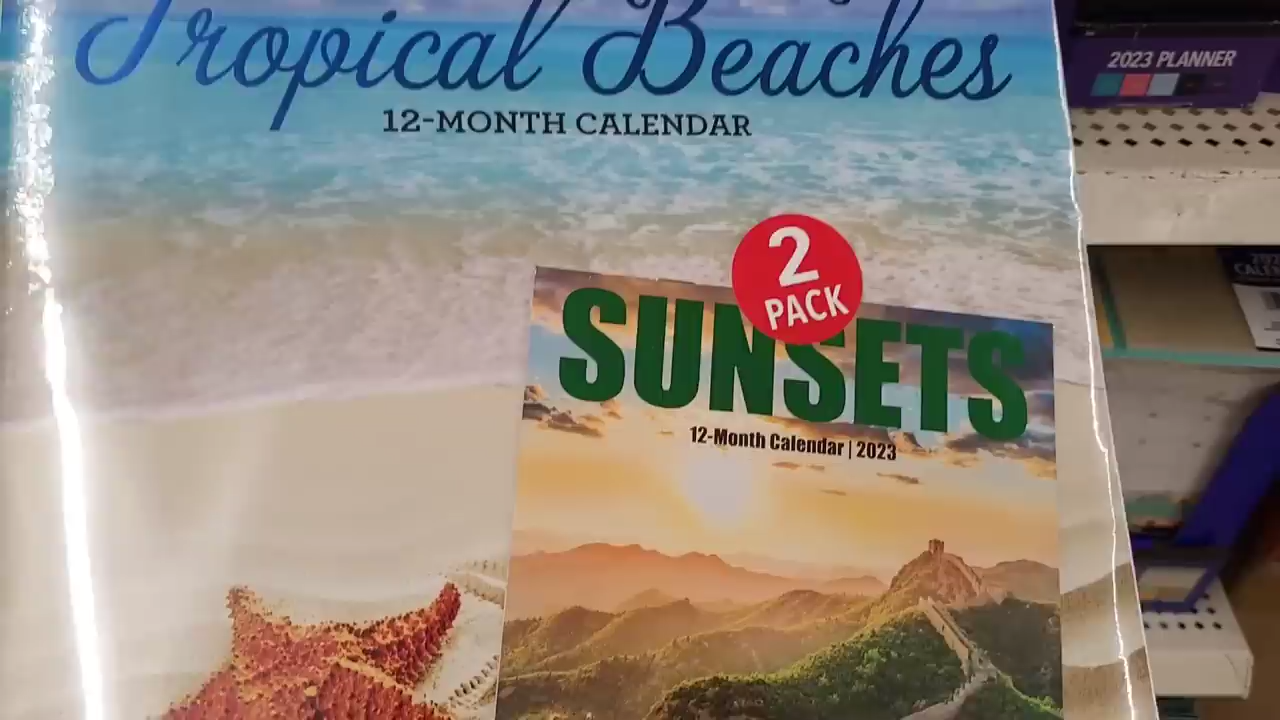 Tropical Beaches
12-MONTH CALENDAR
2023 PLANNER
2
PACK
SUNSETS
12-Month Calendar | 2023